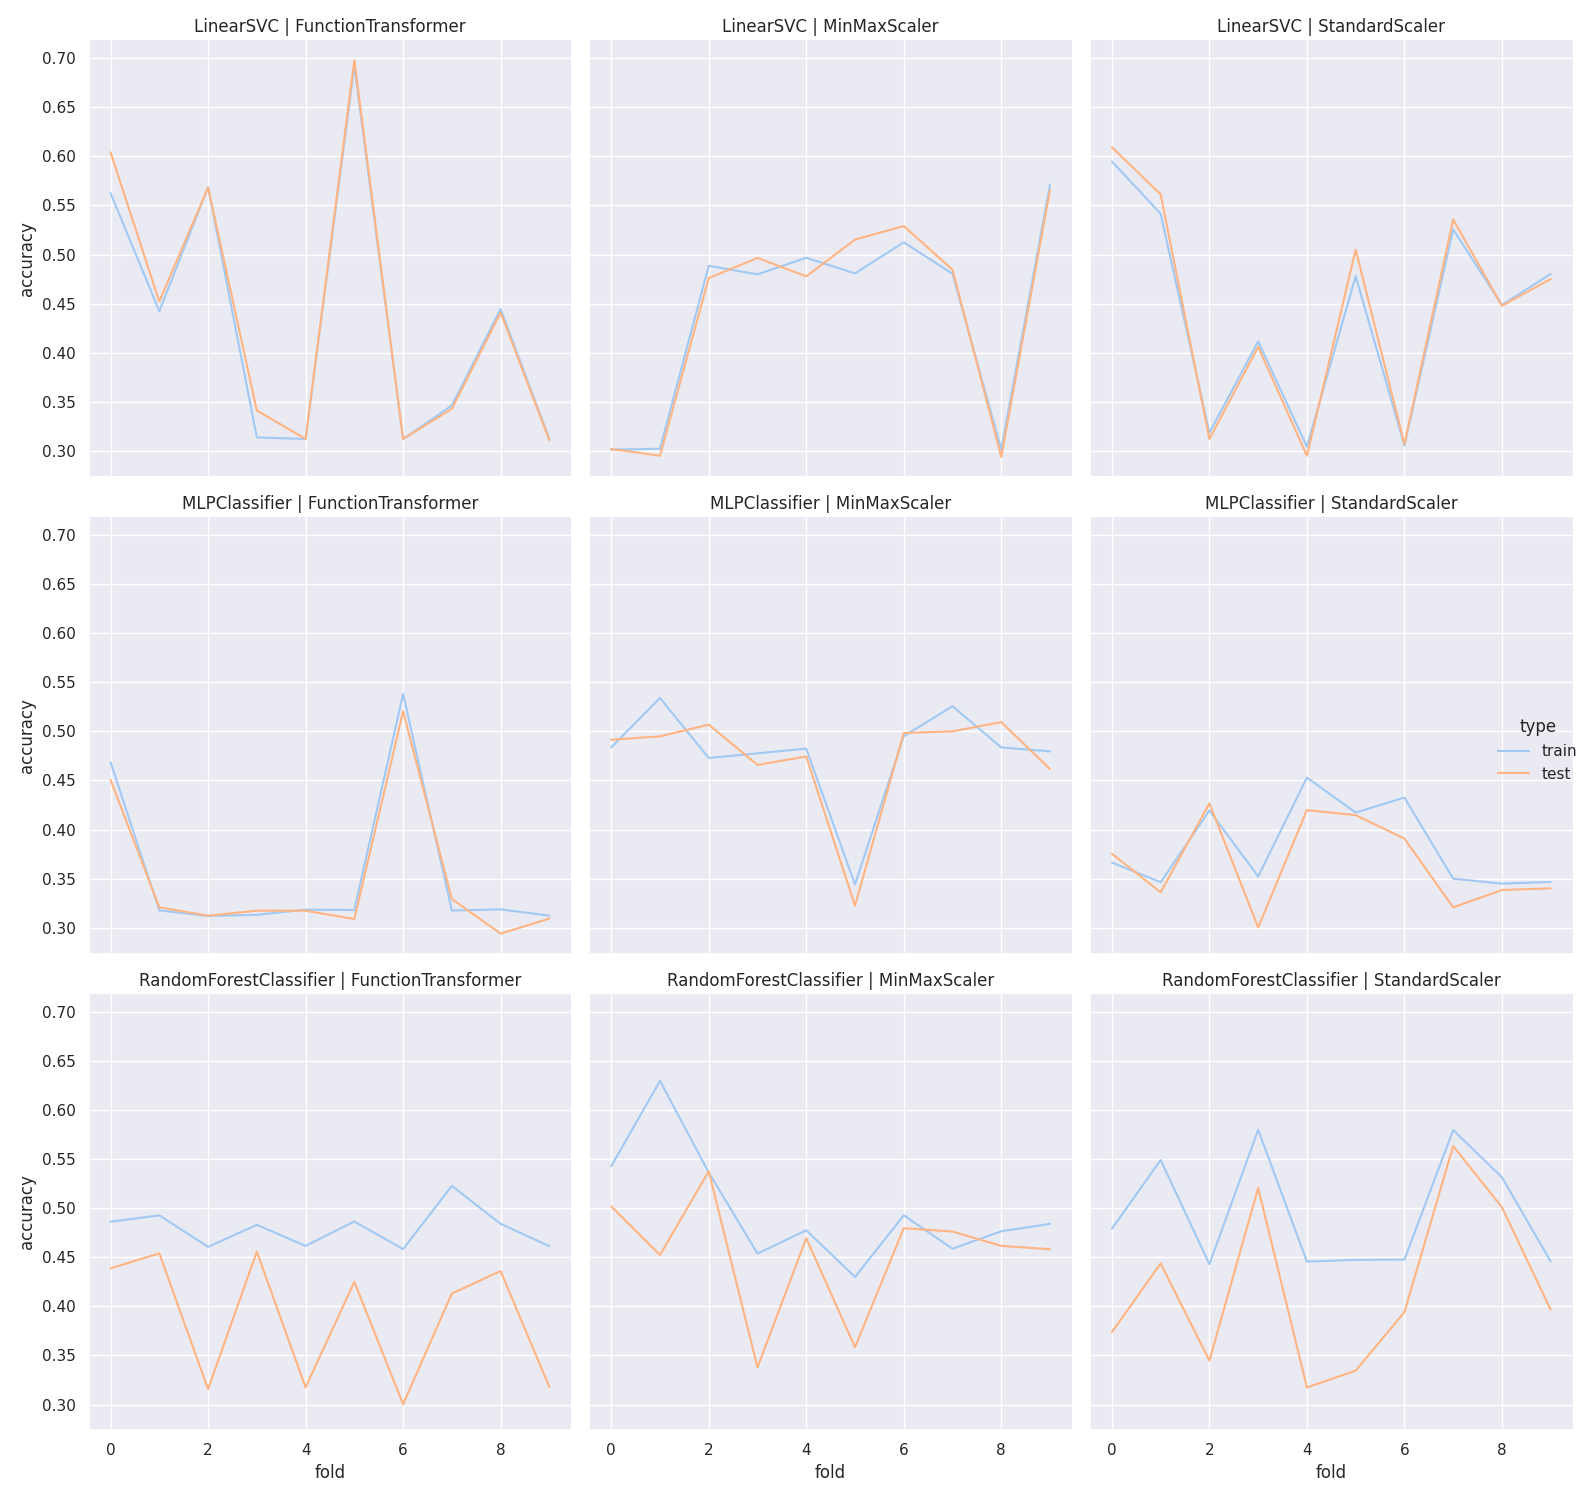 LinearSVC | FunctionTransformer
LinearSVC | MinMaxScaler
LinearSVC | StandardScaler
0.70
0.65
0.60
0.55
0.50
0.45
0.40
0.35
0.30
accuracy
MLPClassifier | FunctionTransformer
MLPClassifier | MinMaxScaler
MLPClassifier | StandardScaler
0.70
0.65
0.60
0.55
0.50
0.45
0.40
0.35
0.30
accuracy
type
train
test
RandomForestClassifier | FunctionTransformer
RandomForestClassifier | MinMaxScaler
RandomForestClassifier | StandardScaler
0.70
0.65
0.60
0.55
0.50
0.45
0.40
0.35
0.30
accuracy
0 2 4 6 8
0 2 4 6 8
0 2 4 6 8
fold
fold
fold